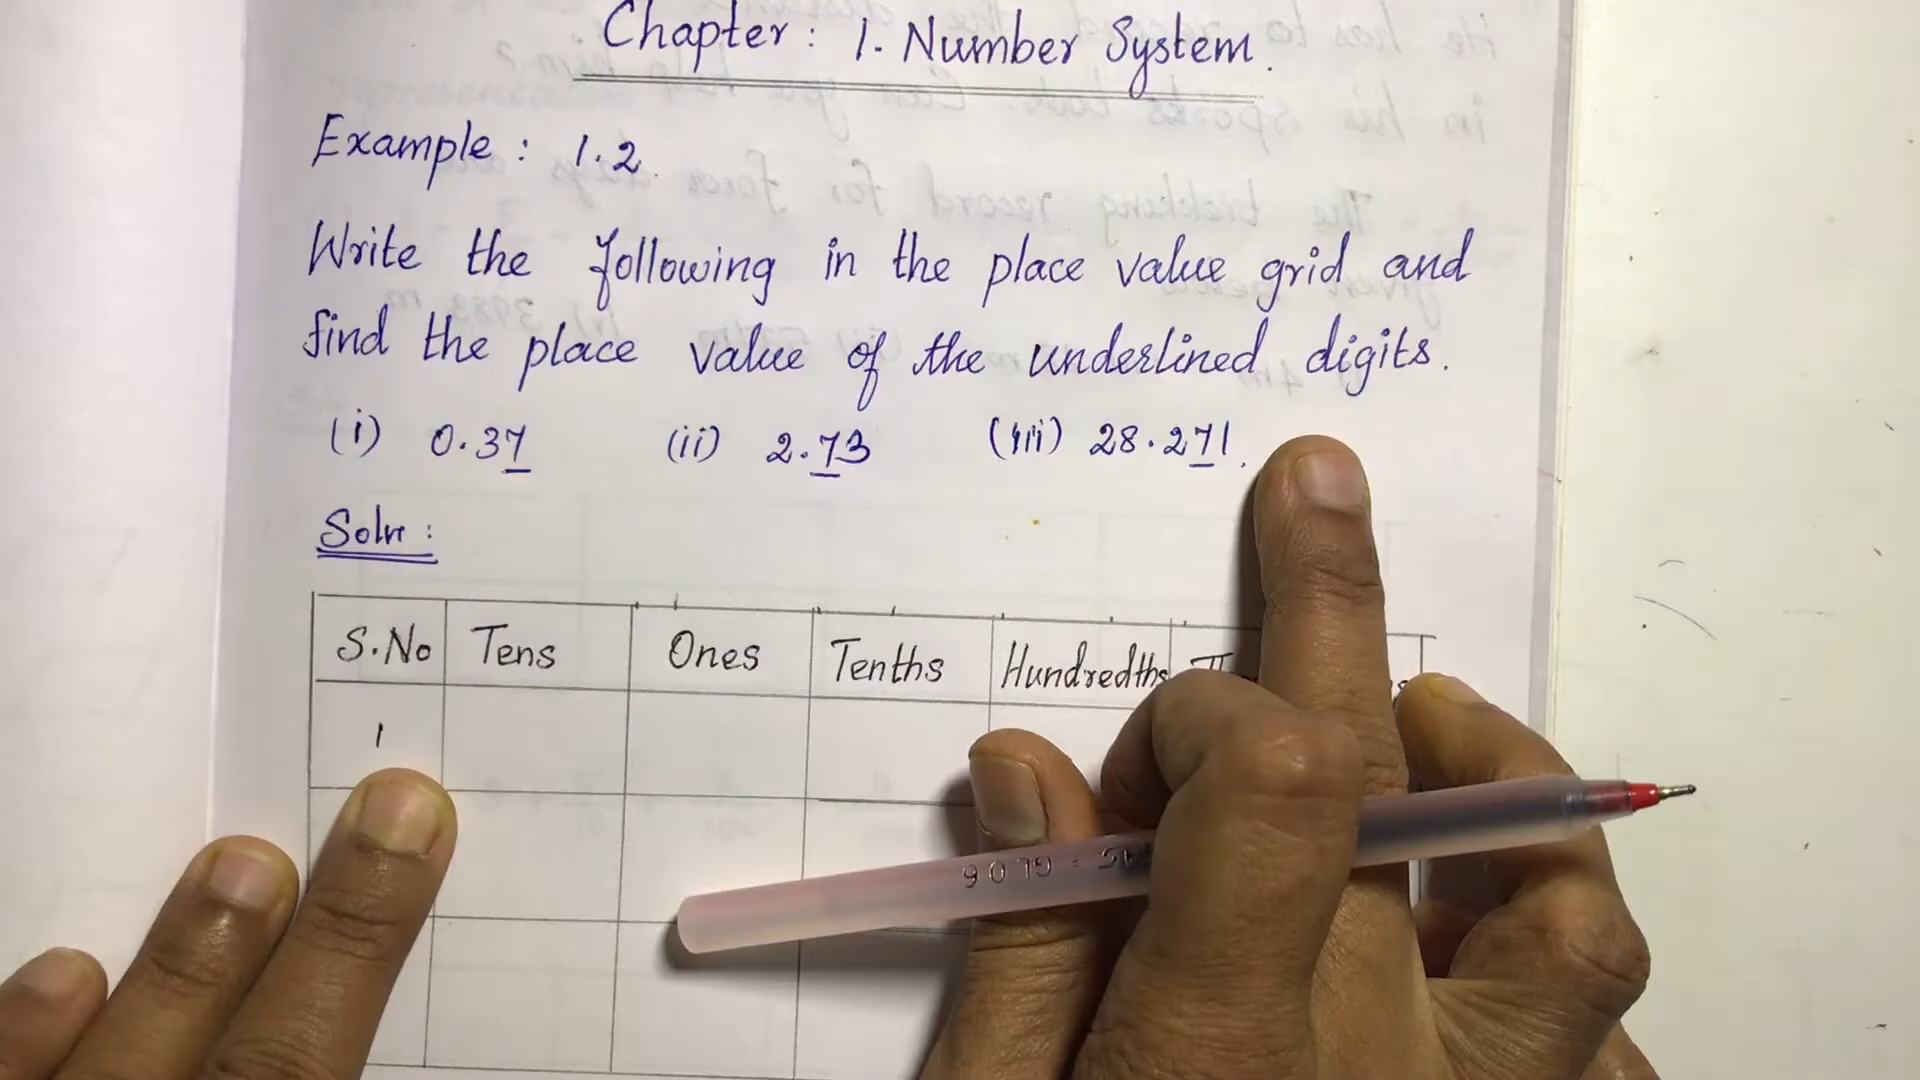 Chapter : 1. Number System.
Example : 1.2.
Write the following in the place value grid and
find the place value of the underlined digits.
(i) 0.37 (ii) 2.73 (iii) 28.271.
Soln :
S.No Tens Ones Tenths Hundredths
1